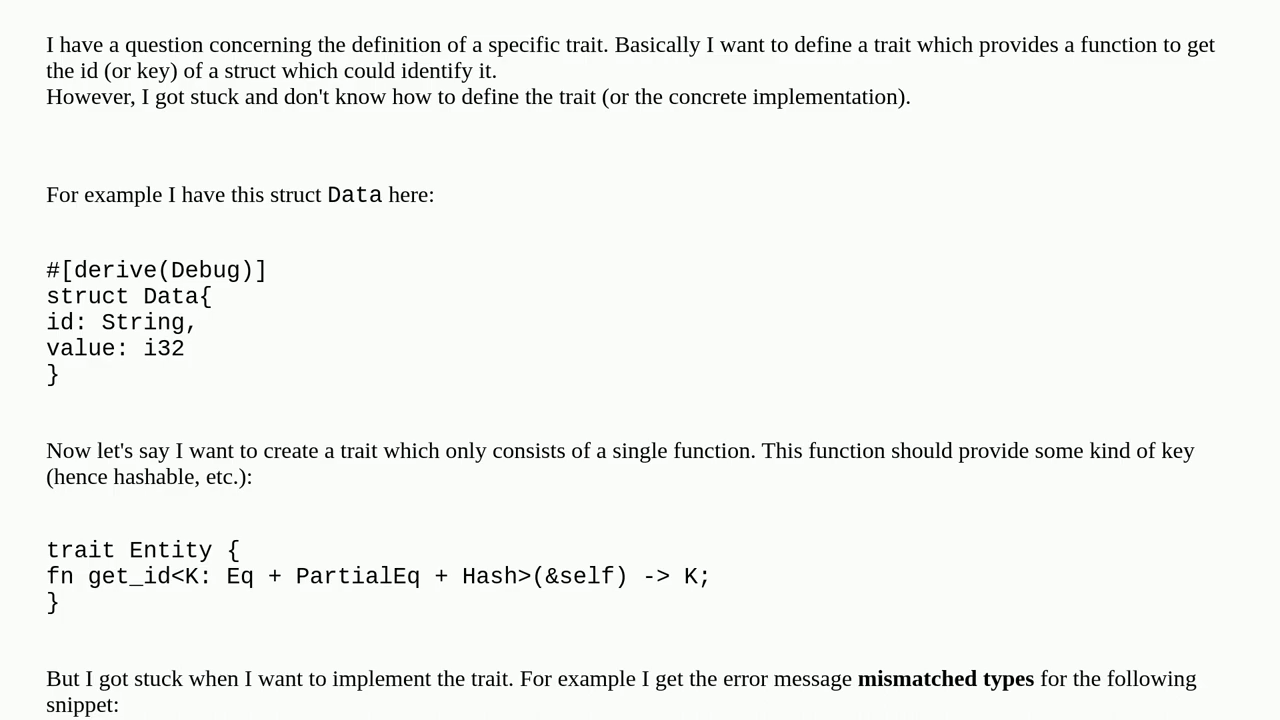 I have a question concerning the definition of a specific trait. Basically I want to define a trait which provides a function to get
the id (or key) of a struct which could identify it.
However, I got stuck and don't know how to define the trait (or the concrete implementation).
For example I have this struct Data here:
#[derive(Debug)]
struct Data{
id: String,
value: i32
}
Now let's say I want to create a trait which only consists of a single function. This function should provide some kind of key
(hence hashable, etc.):
trait Entity {
fn get_id<K: Eq + PartialEq + Hash>(&self) -> K;
}
But I got stuck when I want to implement the trait. For example I get the error message mismatched types for the following
snippet: